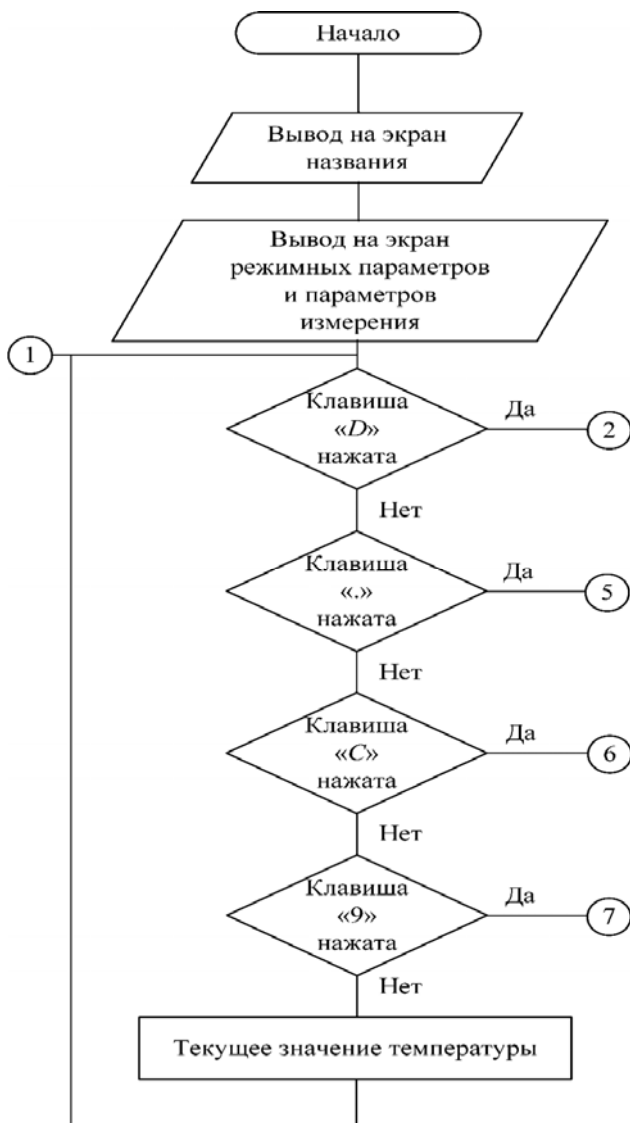 Начало
Вывод на экран
названия
Вывод на экран
режимных параметров
и параметров
измерения
1
Клавиша
«D»
нажата
Да
2
Нет
Клавиша
«.»
нажата
Да
5
Нет
Клавиша
«C»
нажата
Да
6
Нет
Клавиша
«9»
нажата
Да
7
Нет
Текущее значение температуры